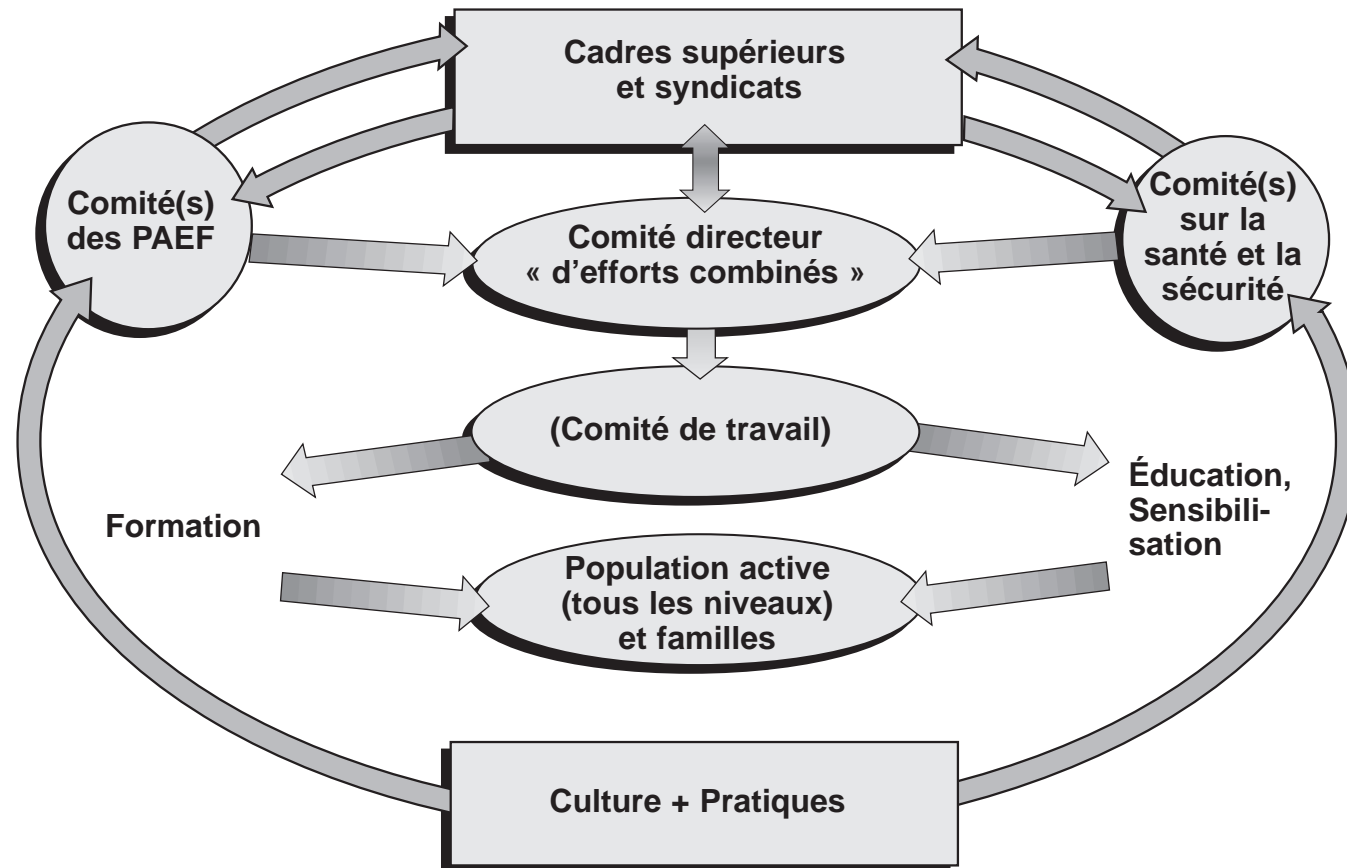 Cadres supérieurs
et syndicats
Comité(s)
des PAEF
Comité directeur
« d’efforts combinés »
Comité(s)
sur la
santé et la
sécurité
(Comité de travail)
Formation
Éducation,
Sensibili-
sation
Population active
(tous les niveaux)
et familles
Culture + Pratiques